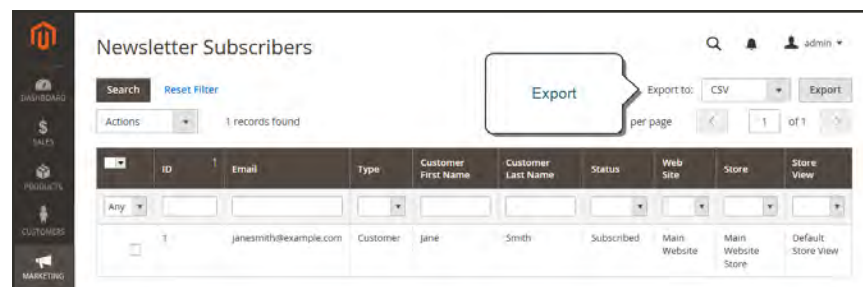 Newsletter Subscribers
admin
Search Reset Filter
Export
Export to: CSV Export
Actions 1 records found
per page 1 of 1
ID 1 Email Type Customer First Name Customer Last Name Status Web Site Store Store View
Any
1 janesmith@example.com Customer Jane Smith Subscribed Main Website Main Website Store Default Store View
DASHBOARD
SALES
PRODUCTS
CUSTOMERS
MARKETING